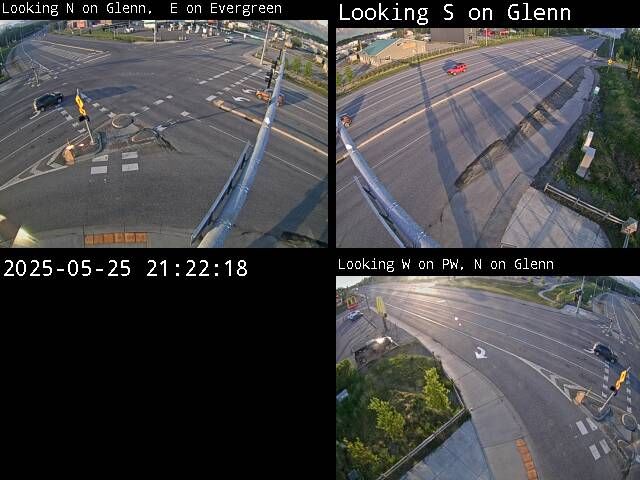 Looking N on Glenn, E on Evergreen
Looking S on Glenn
2025-05-25 21:22:18
Looking W on PW, N on Glenn